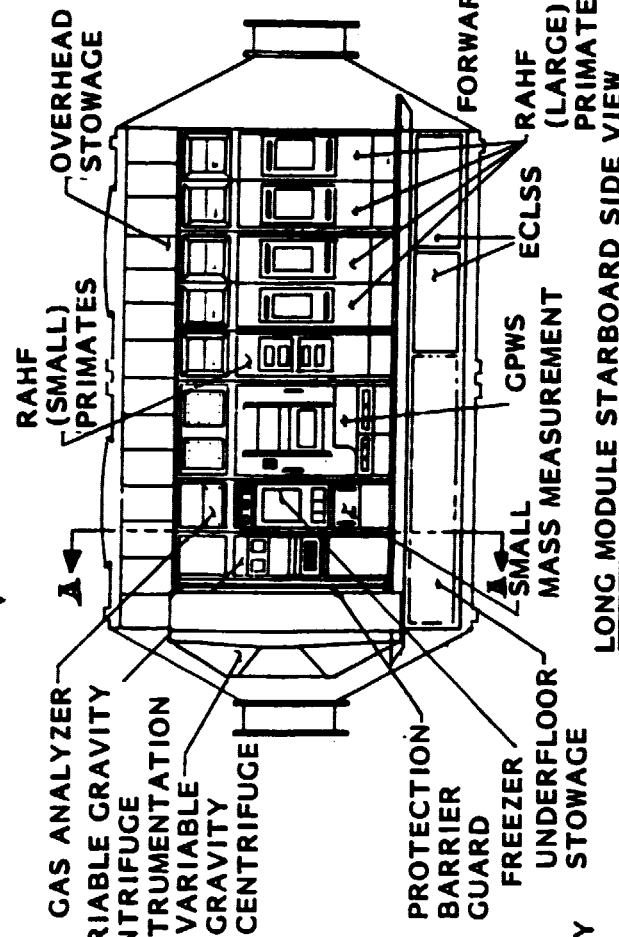 OVERHEAD
STOWAGE
RAHF
(SMALL)
PRIMATES
A
GAS ANALYZER
RIABLE GRAVITY
NTRIFUGE
TRUMENTATION
VARIABLE
GRAVITY
CENTRIFUGE
PROTECTION
BARRIER
GUARD
FREEZER
UNDERFLOOR
STOWAGE
A
SMALL
MASS MEASUREMENT
GPWS
ECLSS
FORWAR
RAHF
(LARGE)
PRIMATE
LONG MODULE STARBOARD SIDE VIEW
Y